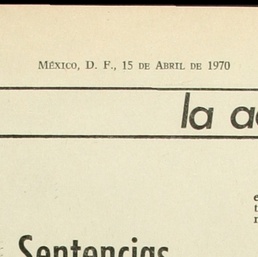 México, D. F., 15 de Abril de 1970
la
Sentencias